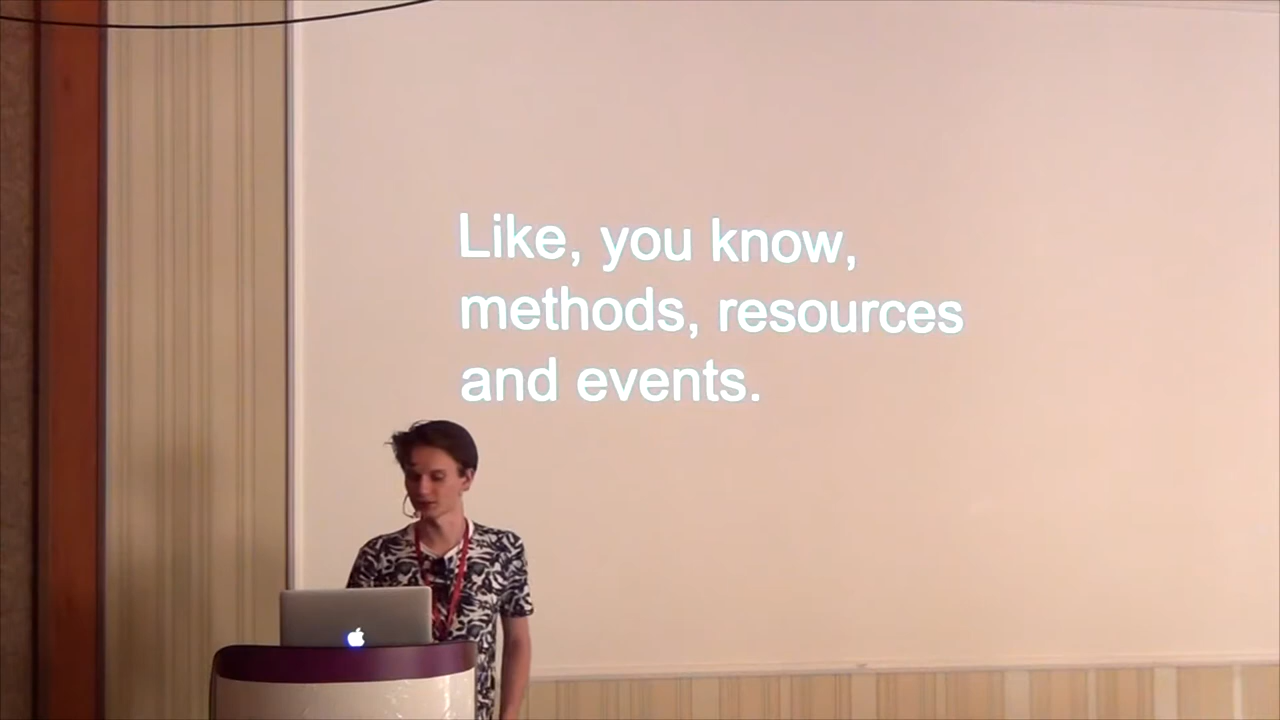 Like, you know,
methods, resources
and events.